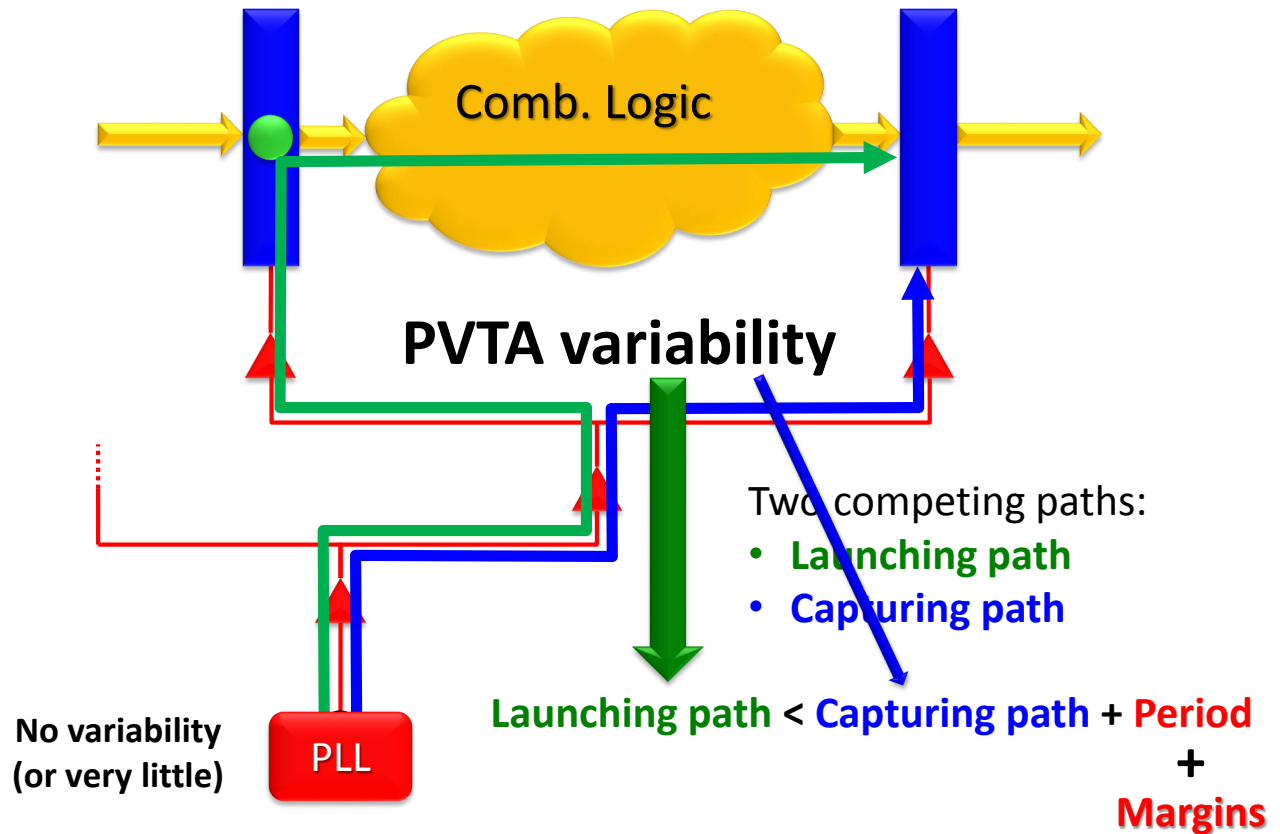 Comb. Logic
PVTA variability
Two competing paths:
• Launching path
• Capturing path
Launching path < Capturing path + Period
+
Margins
No variability
(or very little)
PLL